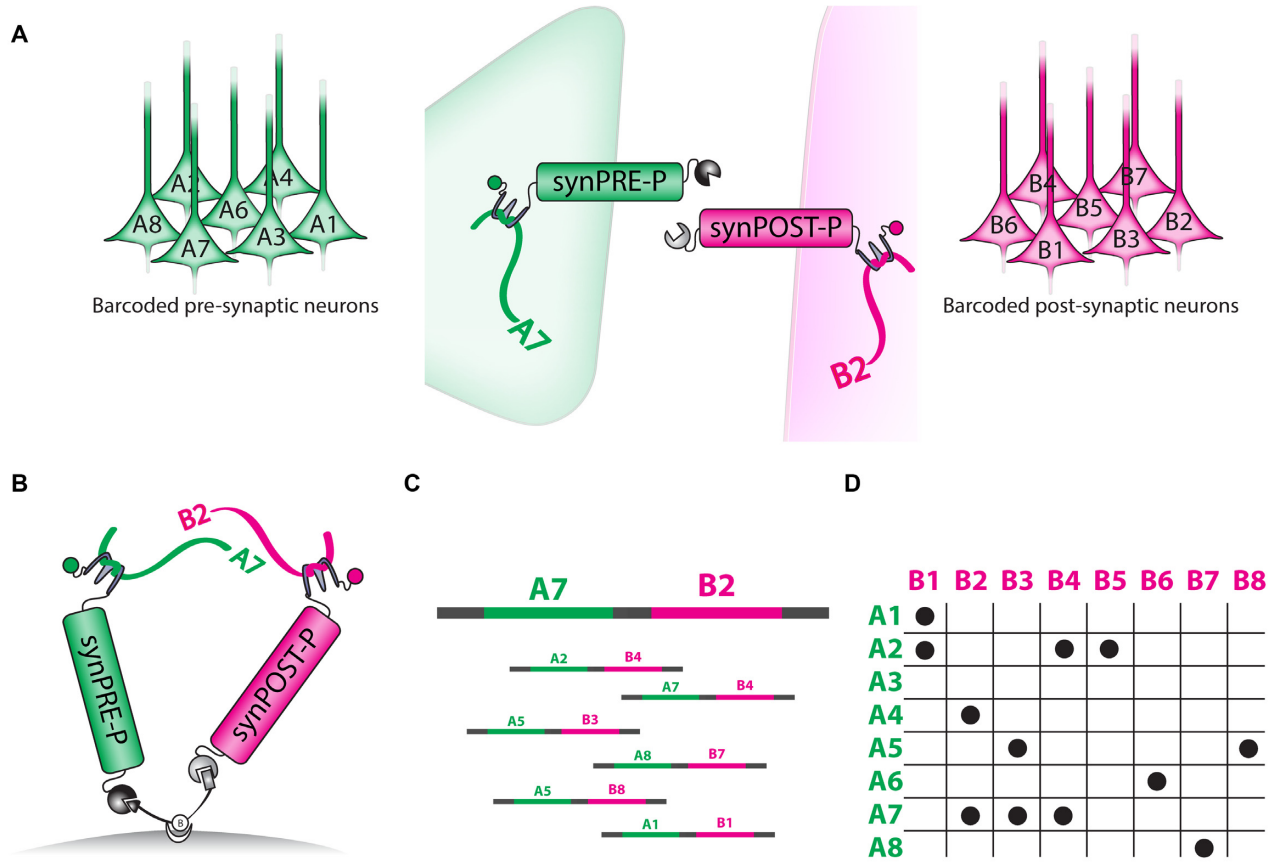 A
A2
A4
A8
A6
A1
A7
A3
Barcoded pre-synaptic neurons
synPRE-P
synPOST-P
A7
B2
B4
B7
B6
B5
B2
B1
B3
Barcoded post-synaptic neurons
B
B2
A7
synPRE-P
synPOST-P
B
C
A7 B2
A2 B4
A7 B4
A5 B3
A8 B7
A5 B8
A1 B1
D
B1 B2 B3 B4 B5 B6 B7 B8
A1
A2
A3
A4
A5
A6
A7
A8